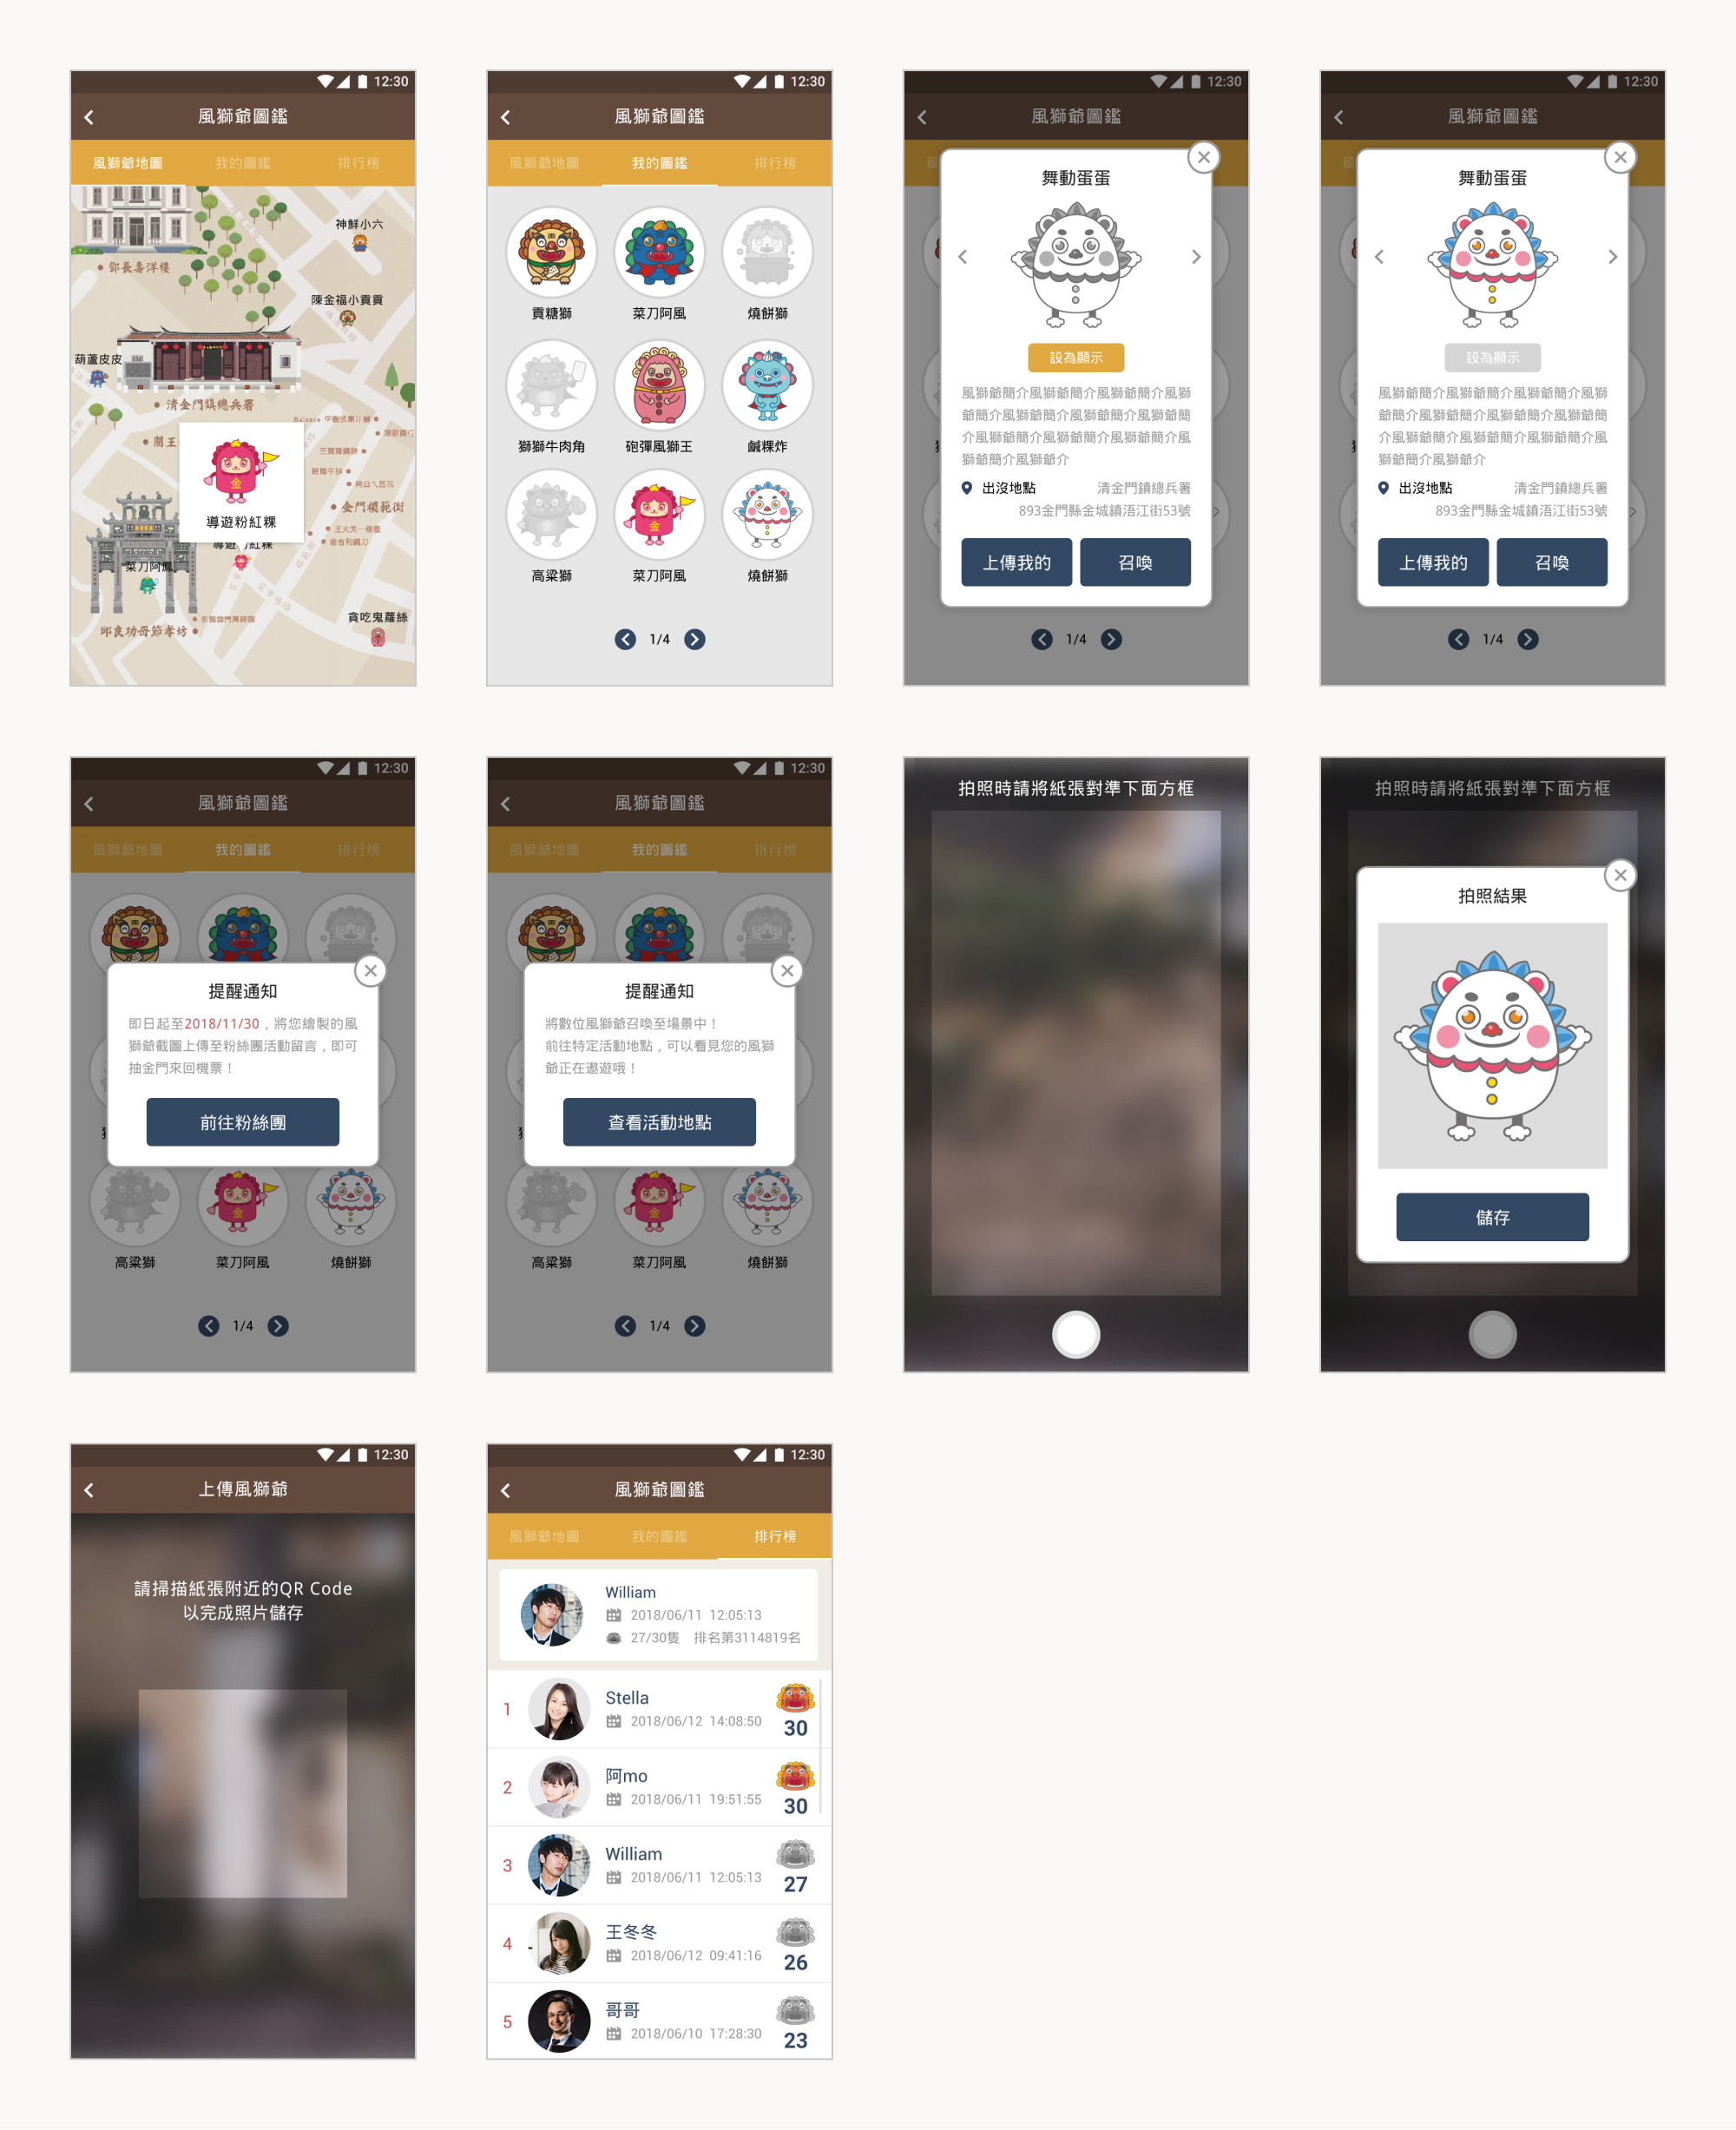 12:30
風獅爺圖鑑
風獅爺地圖 我的圖鑑 排行榜
神鮮小六
邱長壽洋樓
陳金福小賣賣
葫蘆皮皮
清金門鎮總兵署
關王
金門模範街
王大夫一條根
導遊粉紅粿
菜刀阿鳳
貪吃鬼蘿絲
邱良功母節孝坊
12:30
風獅爺圖鑑
風獅爺地圖 我的圖鑑 排行榜
貢糖獅 菜刀阿風 燒餅獅
獅獅牛肉角 砲彈風獅王 鹹粿炸
高粱獅 菜刀阿風 燒餅獅
1/4
12:30
風獅爺圖鑑
舞動蛋蛋
設為顯示
風獅爺簡介風獅爺簡介風獅爺簡介風獅
爺簡介風獅爺簡介風獅爺簡介風獅爺簡
介風獅爺簡介風獅爺簡介風獅爺簡介風
獅爺簡介風獅爺介
出沒地點 清金門鎮總兵署
893金門縣金城鎮浯江街53號
上傳我的 召喚
1/4
12:30
風獅爺圖鑑
舞動蛋蛋
設為顯示
風獅爺簡介風獅爺簡介風獅爺簡介風獅
爺簡介風獅爺簡介風獅爺簡介風獅爺簡
介風獅爺簡介風獅爺簡介風獅爺簡介風
獅爺簡介風獅爺介
出沒地點 清金門鎮總兵署
893金門縣金城鎮浯江街53號
上傳我的 召喚
1/4
12:30
風獅爺圖鑑
風獅爺地圖 我的圖鑑 排行榜
提醒通知
即日起至2018/11/30，將您繪製的風
獅爺截圖上傳至粉絲團活動留言，即可
抽金門來回機票！
前往粉絲團
高粱獅 菜刀阿風 燒餅獅
1/4
12:30
風獅爺圖鑑
風獅爺地圖 我的圖鑑 排行榜
提醒通知
將數位風獅爺召喚至場景中！
前往特定活動地點，可以看見您的風獅
爺正在遨遊哦！
查看活動地點
高粱獅 菜刀阿風 燒餅獅
1/4
拍照時請將紙張對準下面方框
拍照時請將紙張對準下面方框
拍照結果
儲存
12:30
上傳風獅爺
請掃描紙張附近的QR Code
以完成照片儲存
12:30
風獅爺圖鑑
風獅爺地圖 我的圖鑑 排行榜
William
2018/06/11 12:05:13
27/30隻 排名第3114819名
1 Stella
2018/06/12 14:08:50
30
2 阿mo
2018/06/11 19:51:55
30
3 William
2018/06/11 12:05:13
27
4 王冬冬
2018/06/12 09:41:16
26
5 哥哥
2018/06/10 17:28:30
23